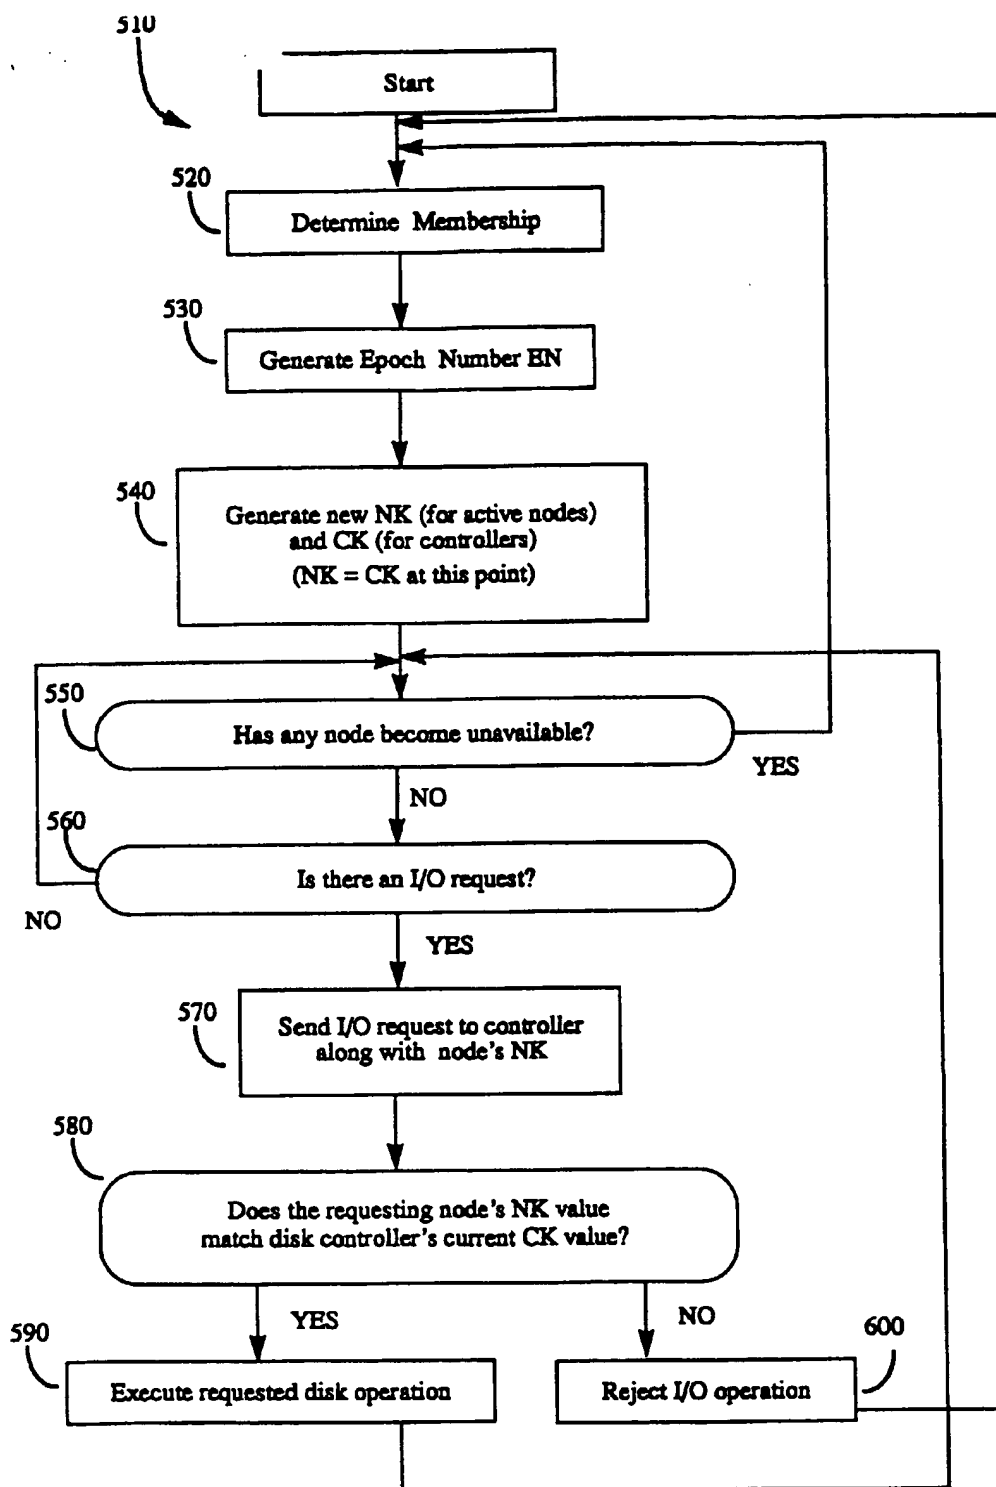 510
Start
520
Determine Membership
530
Generate Epoch Number EN
540
Generate new NK (for active nodes)
and CK (for controllers)
(NK = CK at this point)
550
Has any node become unavailable?
YES
NO
560
Is there an I/O request?
NO
YES
570
Send I/O request to controller
along with node's NK
580
Does the requesting node's NK value
match disk controller's current CK value?
YES
NO
590
600
Execute requested disk operation
Reject I/O operation